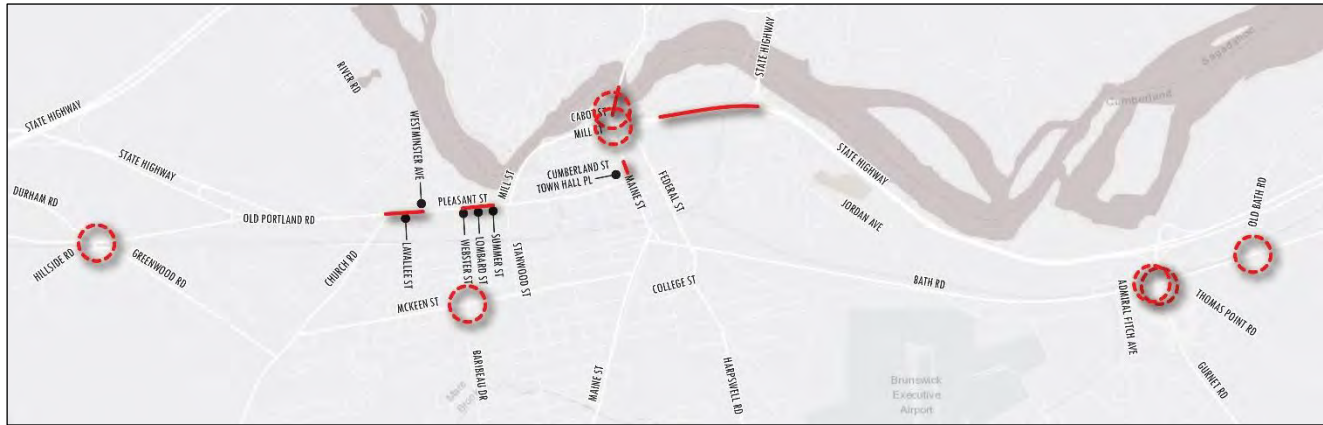 STATE HIGHWAY
STATE HIGHWAY
DURHAM RD
HILLSIDE RD
GREENWOOD RD
OLD PORTLAND RD
CHURCH RD
RIVER RD
WESTMINSTER AVE
LAVALLEE ST
PLEASANT ST
WEBSTER ST
LOMBARD ST
SUMMER ST
STANWOOD ST
MILL ST
MCKEEN ST
BARIBEAU DR
CABOT ST
MILL ST
CUMBERLAND ST
TOWN HALL PL
MAINE ST
FEDERAL ST
STATE HIGHWAY
COLLEGE ST
MAINE ST
HARPSWELL RD
STATE HIGHWAY
JORDAN AVE
BATH RD
Brunswick
Executive
Airport
Cumberland
Sagadahoc
ADMIRAL FITCH AVE
OLD BATH RD
THOMAS POINT RD
GURNET RD